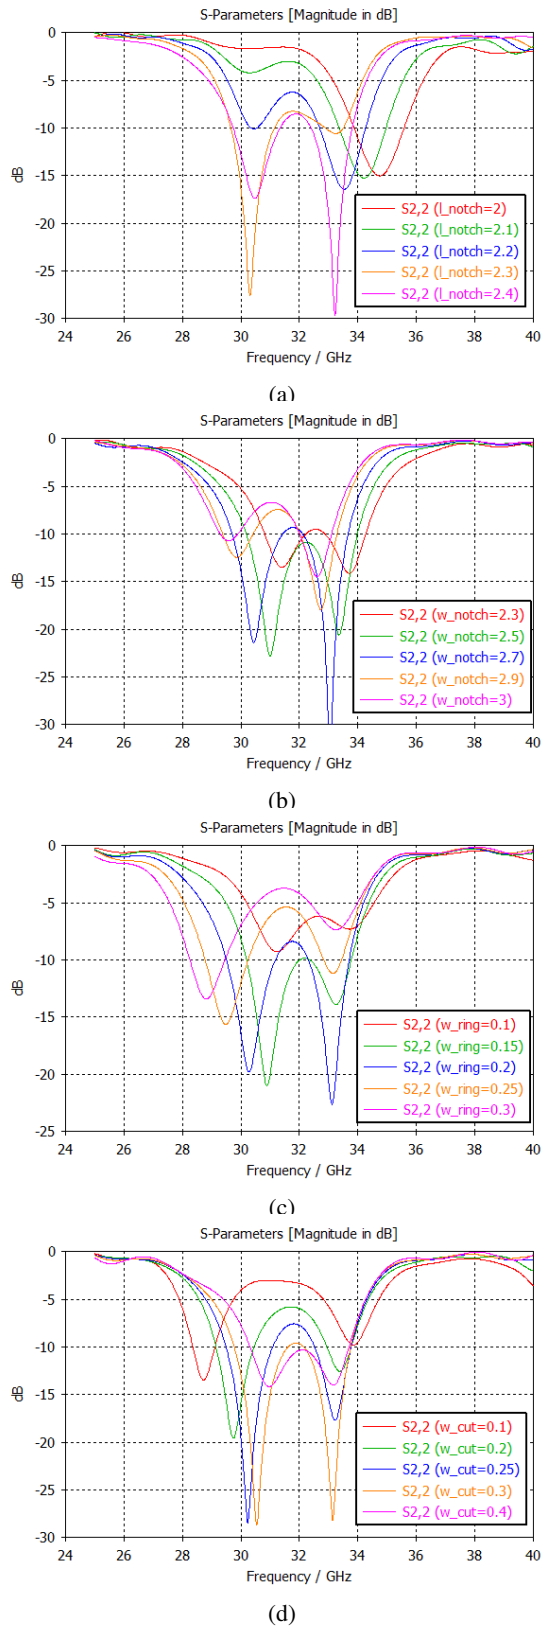 S-Parameters [Magnitude in dB]
0
-5
-10
-15
-20
-25
-30
dB
S2,2 (l_notch=2)
S2,2 (l_notch=2.1)
S2,2 (l_notch=2.2)
S2,2 (l_notch=2.3)
S2,2 (l_notch=2.4)
24 26 28 30 32 34 36 38 40
Frequency / GHz
(a)
S-Parameters [Magnitude in dB]
0
-5
-10
-15
-20
-25
-30
dB
S2,2 (w_notch=2.3)
S2,2 (w_notch=2.5)
S2,2 (w_notch=2.7)
S2,2 (w_notch=2.9)
S2,2 (w_notch=3)
24 26 28 30 32 34 36 38 40
Frequency / GHz
(b)
S-Parameters [Magnitude in dB]
0
-5
-10
-15
-20
-25
dB
S2,2 (w_ring=0.1)
S2,2 (w_ring=0.15)
S2,2 (w_ring=0.2)
S2,2 (w_ring=0.25)
S2,2 (w_ring=0.3)
24 26 28 30 32 34 36 38 40
Frequency / GHz
(c)
S-Parameters [Magnitude in dB]
0
-5
-10
-15
-20
-25
-30
dB
S2,2 (w_cut=0.1)
S2,2 (w_cut=0.2)
S2,2 (w_cut=0.25)
S2,2 (w_cut=0.3)
S2,2 (w_cut=0.4)
24 26 28 30 32 34 36 38 40
Frequency / GHz
(d)